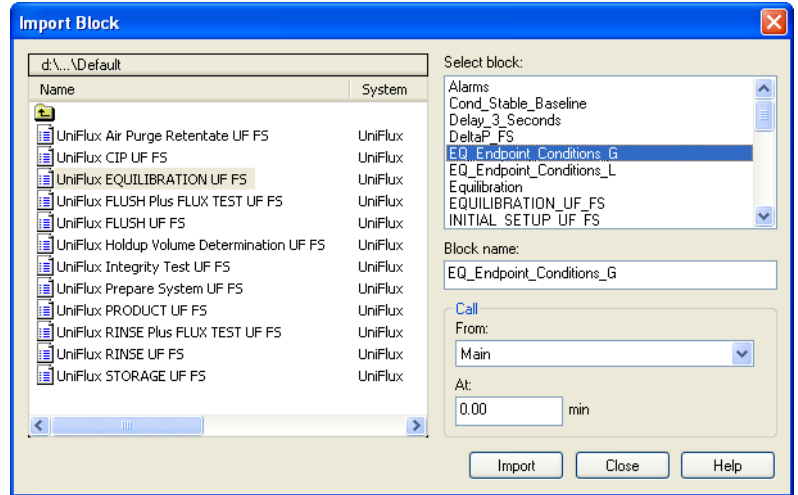 Import Block
d:\...\Default
Name System
UniFlux Air Purge Retentate UF FS UniFlux
UniFlux CIP UF FS UniFlux
UniFlux EQUILIBRATION UF FS UniFlux
UniFlux FLUSH Plus FLUX TEST UF FS UniFlux
UniFlux FLUSH UF FS UniFlux
UniFlux Holdup Volume Determination UF FS UniFlux
UniFlux Integrity Test UF FS UniFlux
UniFlux Prepare System UF FS UniFlux
UniFlux PRODUCT UF FS UniFlux
UniFlux RINSE Plus FLUX TEST UF FS UniFlux
UniFlux RINSE UF FS UniFlux
UniFlux STORAGE UF FS UniFlux
Select block:
Alarms
Cond_Stable_Baseline
Delay_3_Seconds
DeltaP_FS
EQ_Endpoint_Conditions_G
EQ_Endpoint_Conditions_L
Equilibration
EQUILIBRATION_UF_FS
INITIAL_SETUP_UF_FS
Block name:
EQ_Endpoint_Conditions_G
Call
From:
Main
At:
0.00 min
Import Close Help